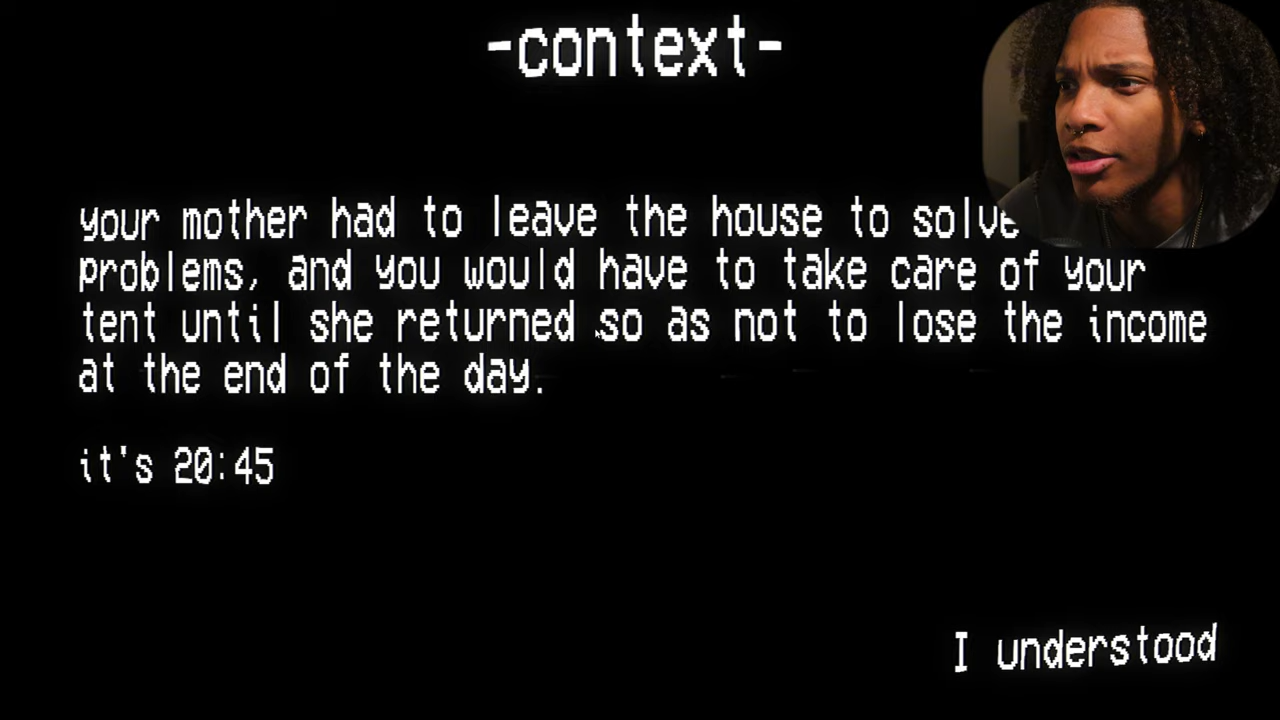 -context-
your mother had to leave the house to solve
problems, and you would have to take care of your
tent until she returned so as not to lose the income
at the end of the day.
it's 20:45
I understood